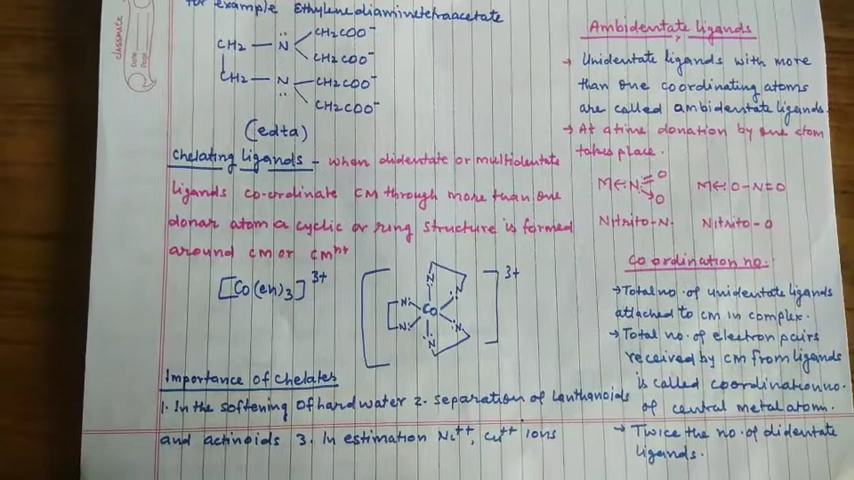 for example Ethylenediaminetetraacetate
CH2 — N̈ CH2COO⁻
CH2COO⁻
CH2 — N̈ CH2COO⁻
CH2COO⁻
(edta)
Chelating ligands - when didentate or multidentate
ligands co-ordinate CM through more than one
donar atom a cyclic or ring structure is formed
around cm or cmⁿ⁺
[Co(en)3]³⁺
N: N: Co N N N N 3+
Importance of chelates
1. In the softening of hard water 2. separation of lanthanoids
and actinoids 3. In estimation Ni⁺⁺, Cu⁺⁺ ions
Ambidentate ligands
→ Unidentate ligands with more
than one coordinating atoms
are called ambidentate ligands.
→ At a time donation by one atom
takes place.
M←:N=O →O M←:O-N=O
Nitrito-N- Nitrito-O
Coordination no.
→Total no. of unidentate ligands
attached to cm in complex.
→ Total no. of electron pairs
received by cm from ligands
is called coordination no.
of central metal atom.
→ Twice the no. of didentate
ligands.
classmate
Date
Page